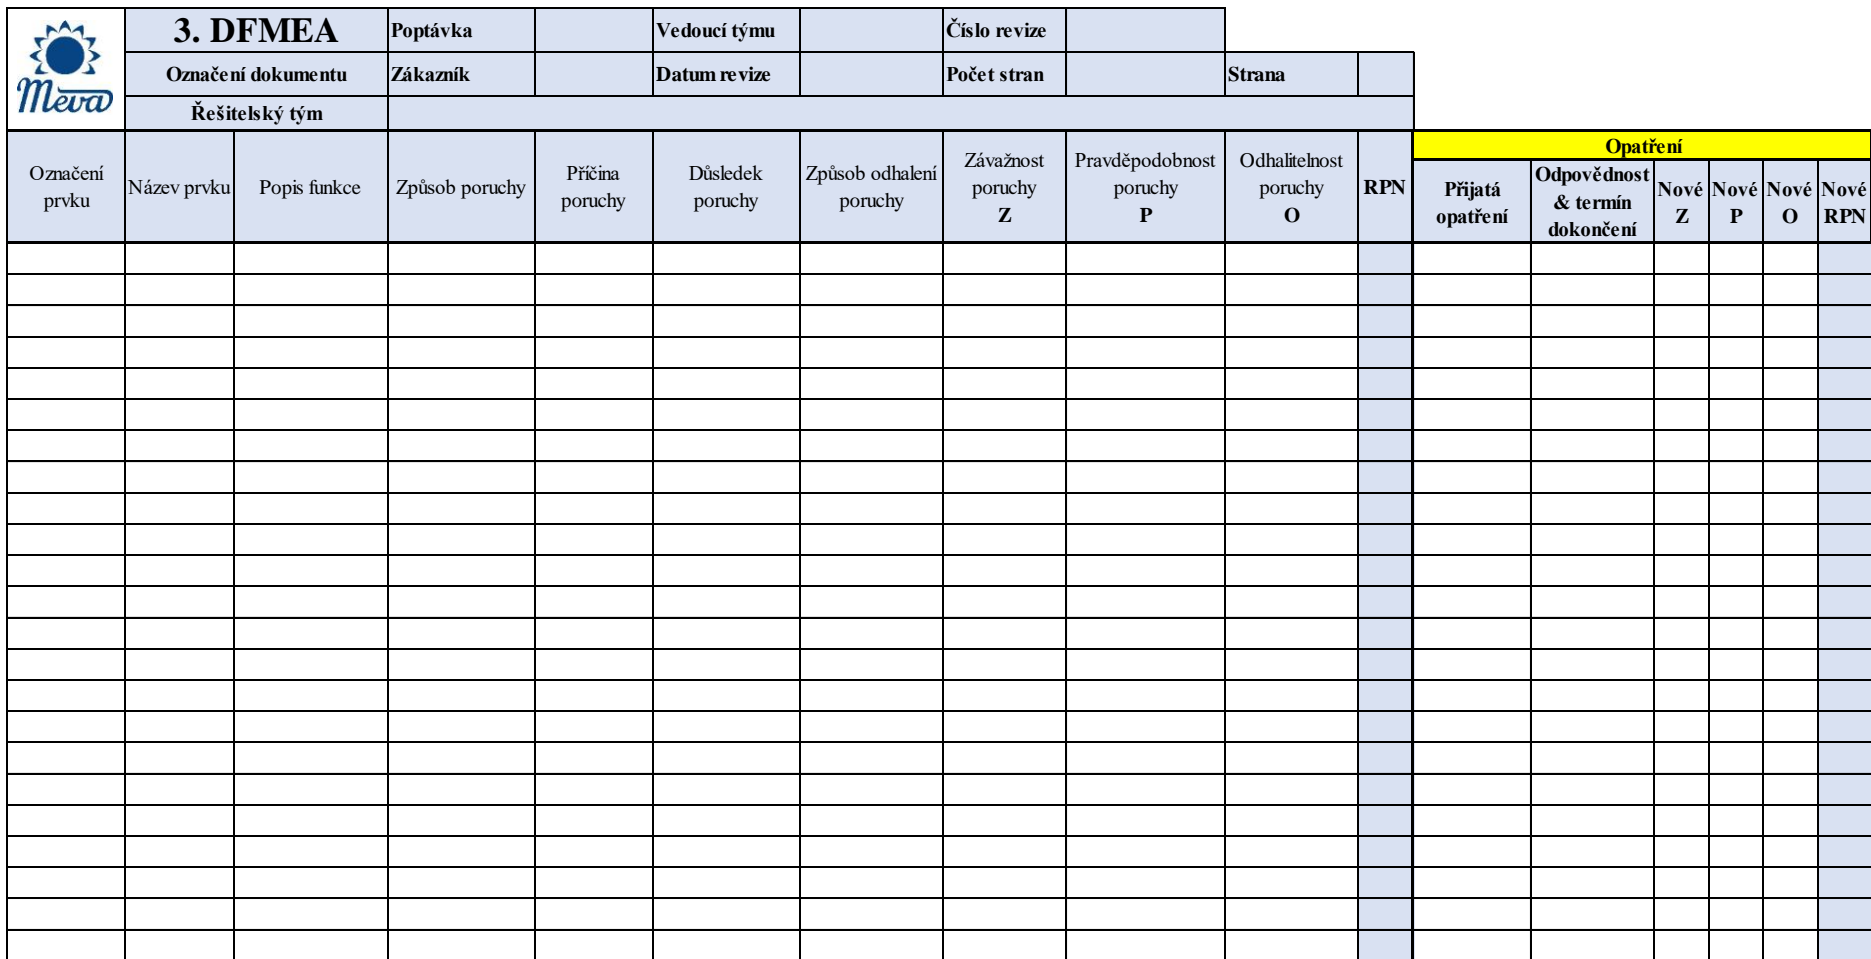 Meva
3. DFMEA
Poptávka
Vedoucí týmu
Číslo revize
Označení dokumentu
Zákazník
Datum revize
Počet stran
Strana
Řešitelský tým
Označení
prvku
Název prvku
Popis funkce
Způsob poruchy
Příčina
poruchy
Důsledek
poruchy
Způsob odhalení
poruchy
Závažnost
poruchy
Z
Pravděpodobnost
poruchy
P
Odhalitelnost
poruchy
O
RPN
Opatření
Přijatá
opatření
Odpovědnost
& termín
dokončení
Nové
Z
Nové
P
Nové
O
Nové
RPN